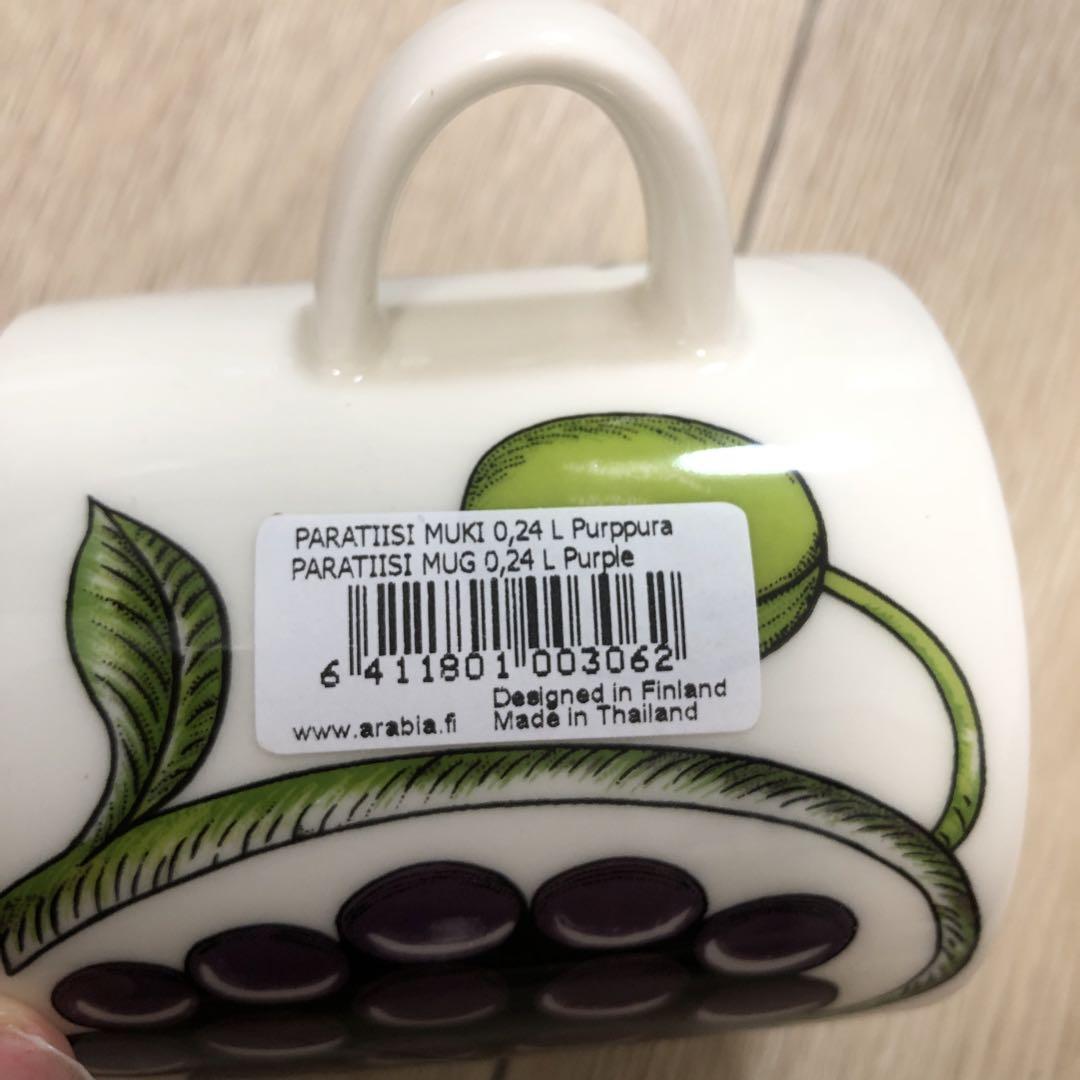 PARATIISI MUKI 0,24 L Purppura
PARATIISI MUG 0,24 L Purple
6 411801 003062
Designed in Finland
www.arabia.fi Made in Thailand